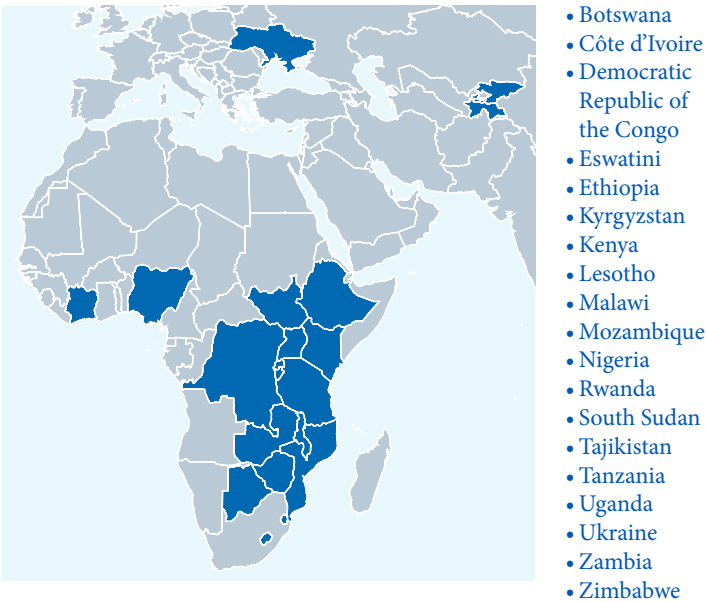 • Botswana
• Côte d’Ivoire
• Democratic
Republic of
the Congo
• Eswatini
• Ethiopia
• Kyrgyzstan
• Kenya
• Lesotho
• Malawi
• Mozambique
• Nigeria
• Rwanda
• South Sudan
• Tajikistan
• Tanzania
• Uganda
• Ukraine
• Zambia
• Zimbabwe